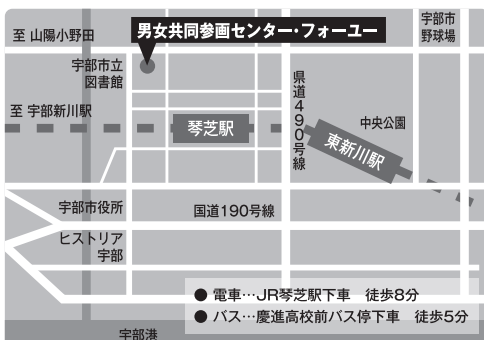 男女共同参画センター・フォーユー
至 山陽小野田
宇部市
野球場
宇部市立
図書館
至 宇部新川駅
琴芝駅
県道490号線
中央公園
東新川駅
宇部市役所
国道190号線
ヒストリア
宇部
● 電車…JR琴芝駅下車　徒歩8分
● バス…慶進高校前バス停下車　徒歩5分
宇部港